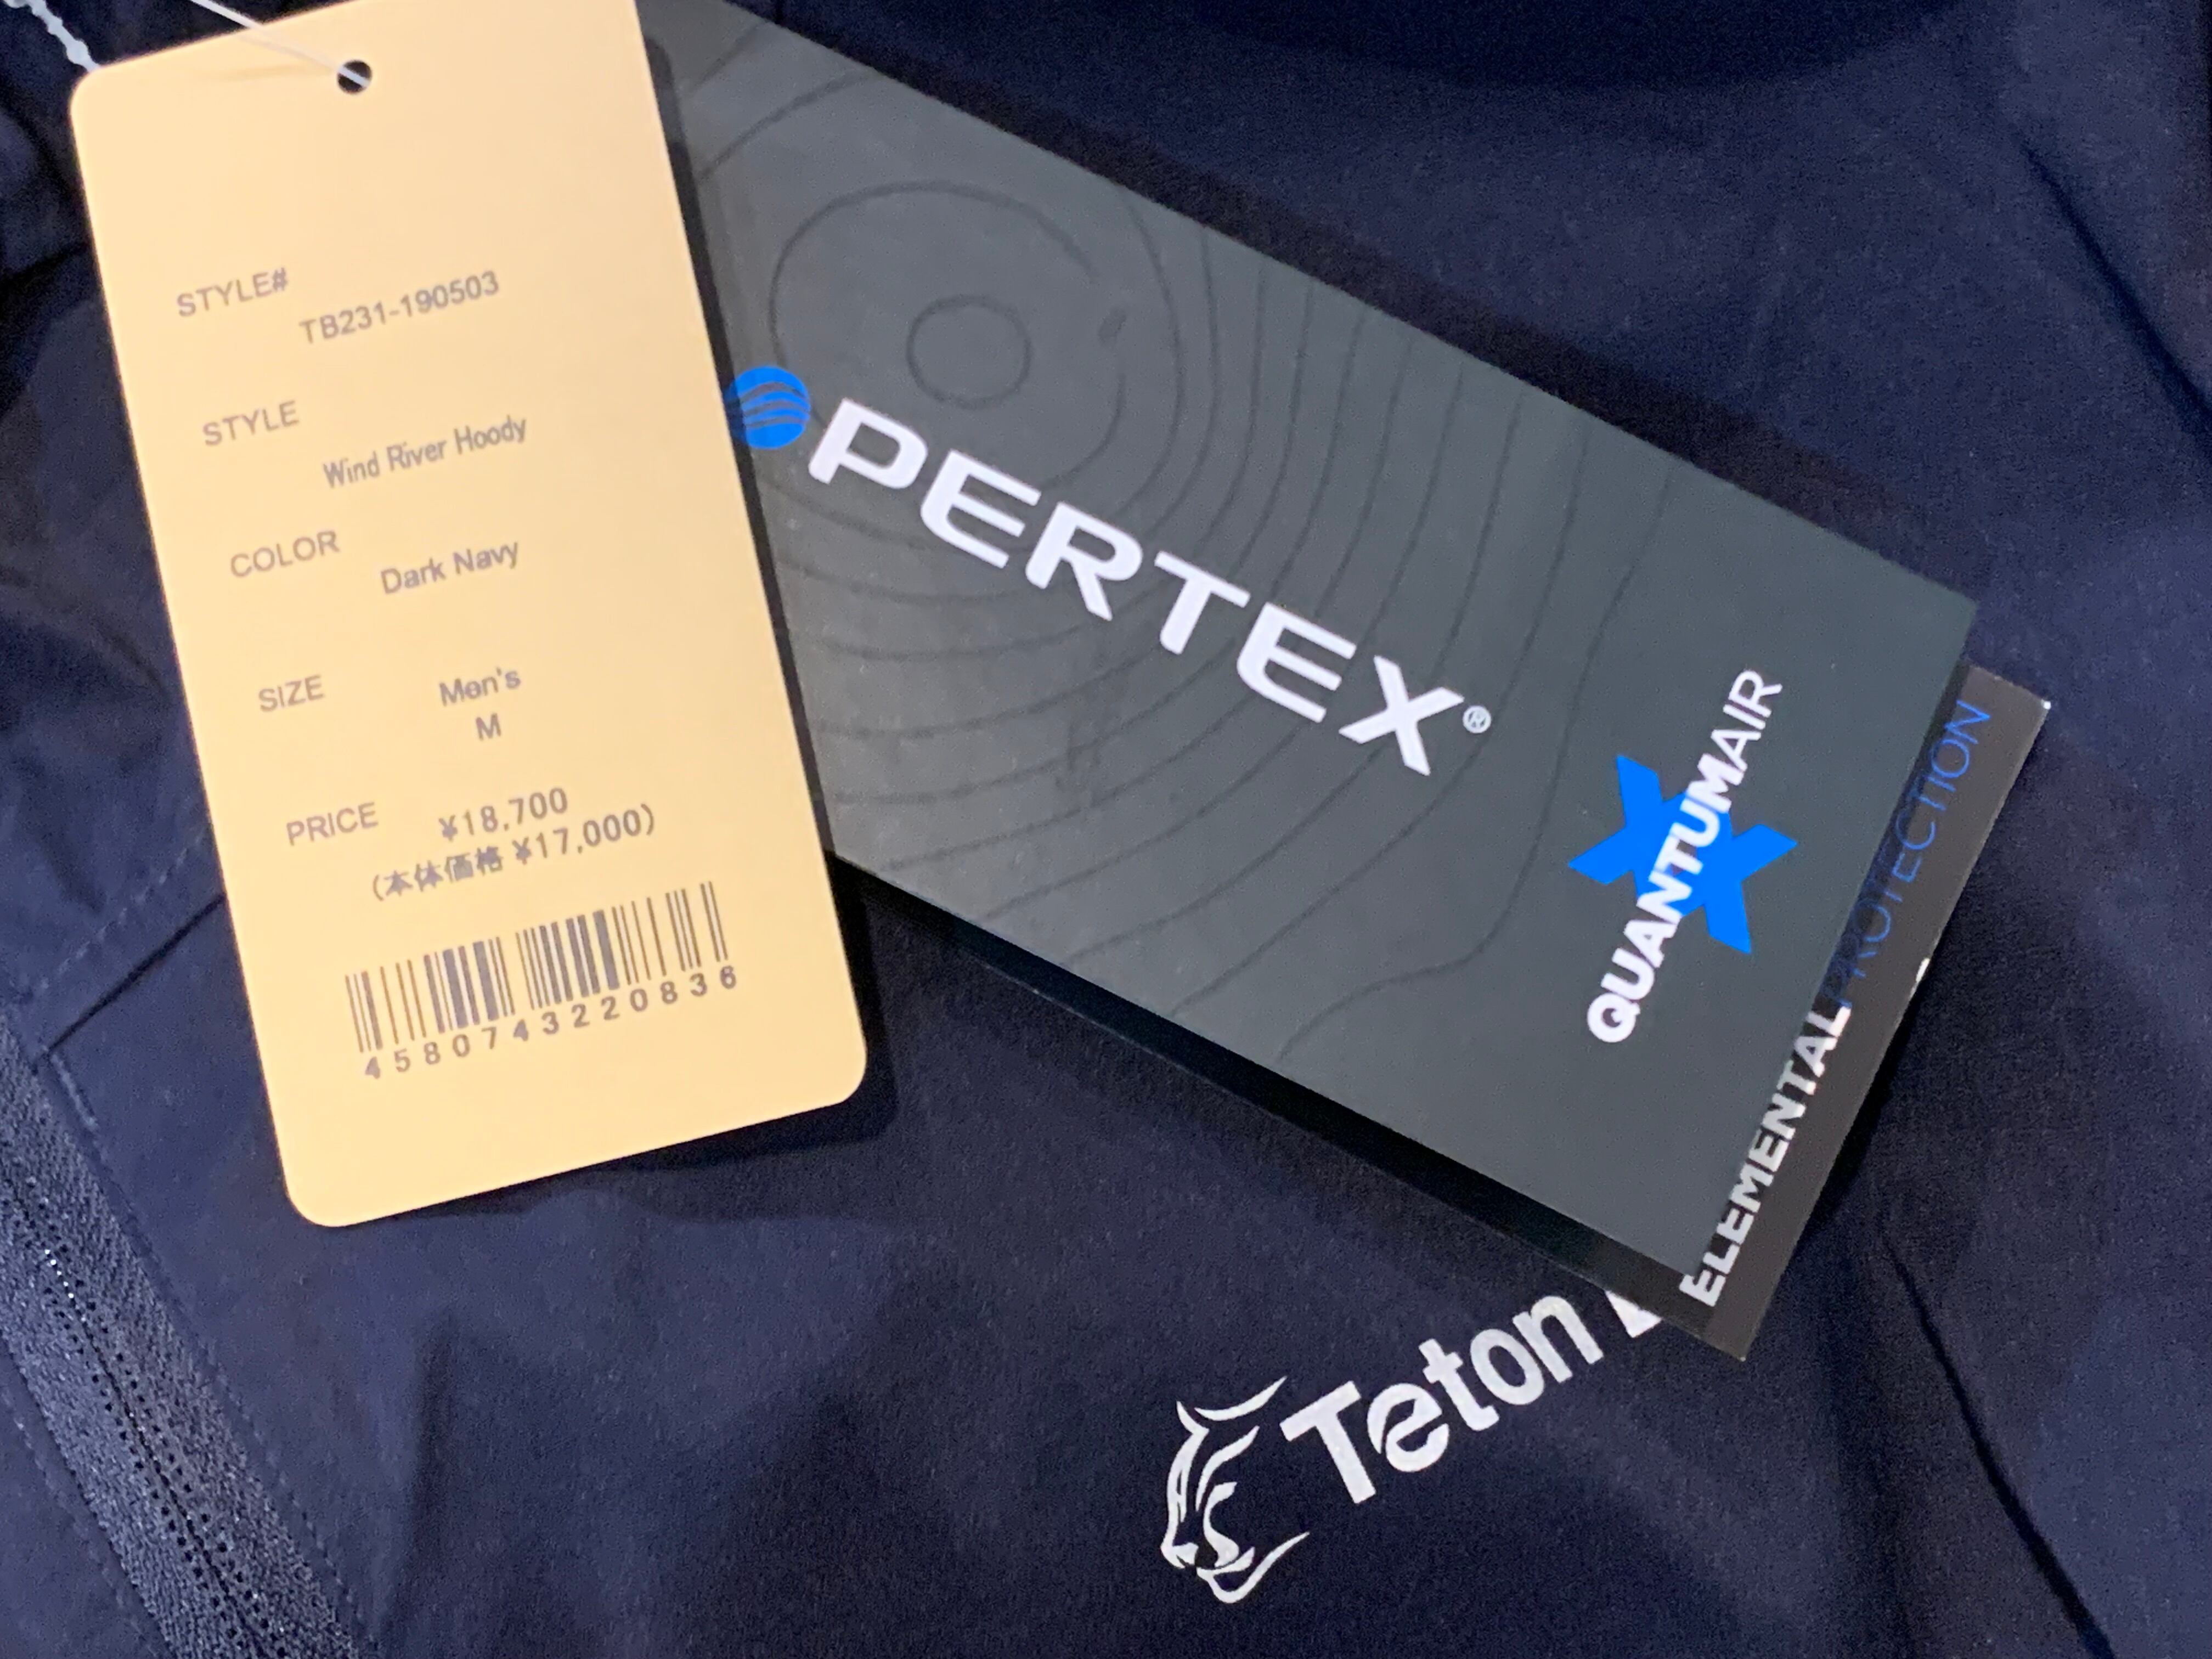 STYLE#
TB231-190503
STYLE
Wind River Hoody
COLOR
Dark Navy
SIZE
Men's
M
PRICE
¥18,700
(本体価格 ¥17,000)
4580743220836
PERTEX®
QUANTUMAIR
ELEMENTAL PROTECTION
Teton